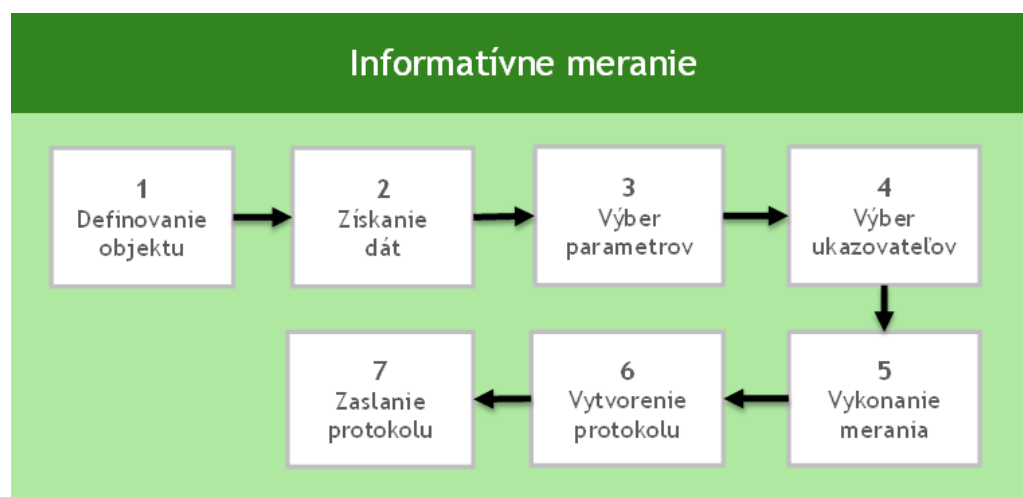 Informatívne meranie
1
Definovanie
objektu
2
Získanie
dát
3
Výber
parametrov
4
Výber
ukazovateľov
5
Vykonanie
merania
6
Vytvorenie
protokolu
7
Zaslanie
protokolu